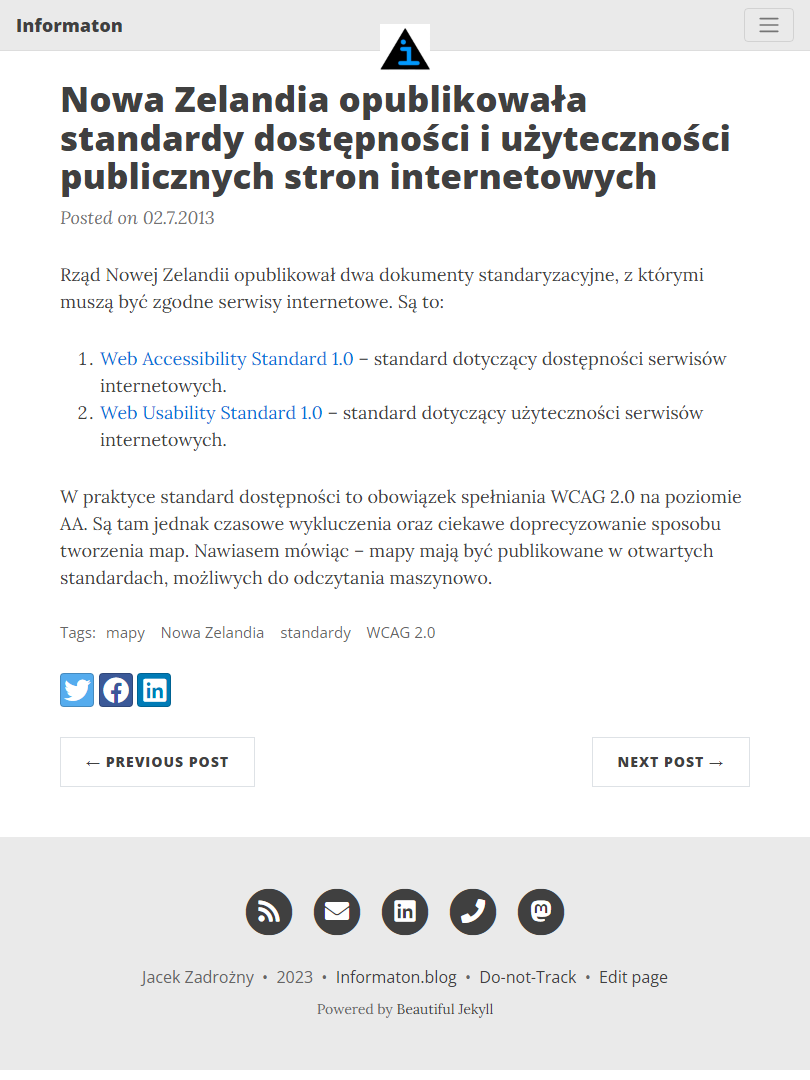 Informaton
i
Nowa Zelandia opublikowała
standardy dostępności i użyteczności
publicznych stron internetowych
Posted on 02.7.2013
Rząd Nowej Zelandii opublikował dwa dokumenty standaryzacyjne, z którymi
muszą być zgodne serwisy internetowe. Są to:
1. Web Accessibility Standard 1.0 – standard dotyczący dostępności serwisów
internetowych.
2. Web Usability Standard 1.0 – standard dotyczący użyteczności serwisów
internetowych.
W praktyce standard dostępności to obowiązek spełniania WCAG 2.0 na poziomie
AA. Są tam jednak czasowe wykluczenia oraz ciekawe doprecyzowanie sposobu
tworzenia map. Nawiasem mówiąc – mapy mają być publikowane w otwartych
standardach, możliwych do odczytania maszynowo.
Tags: mapy Nowa Zelandia standardy WCAG 2.0
← PREVIOUS POST NEXT POST →
Jacek Zadrożny • 2023 • Informaton.blog • Do-not-Track • Edit page
Powered by Beautiful Jekyll